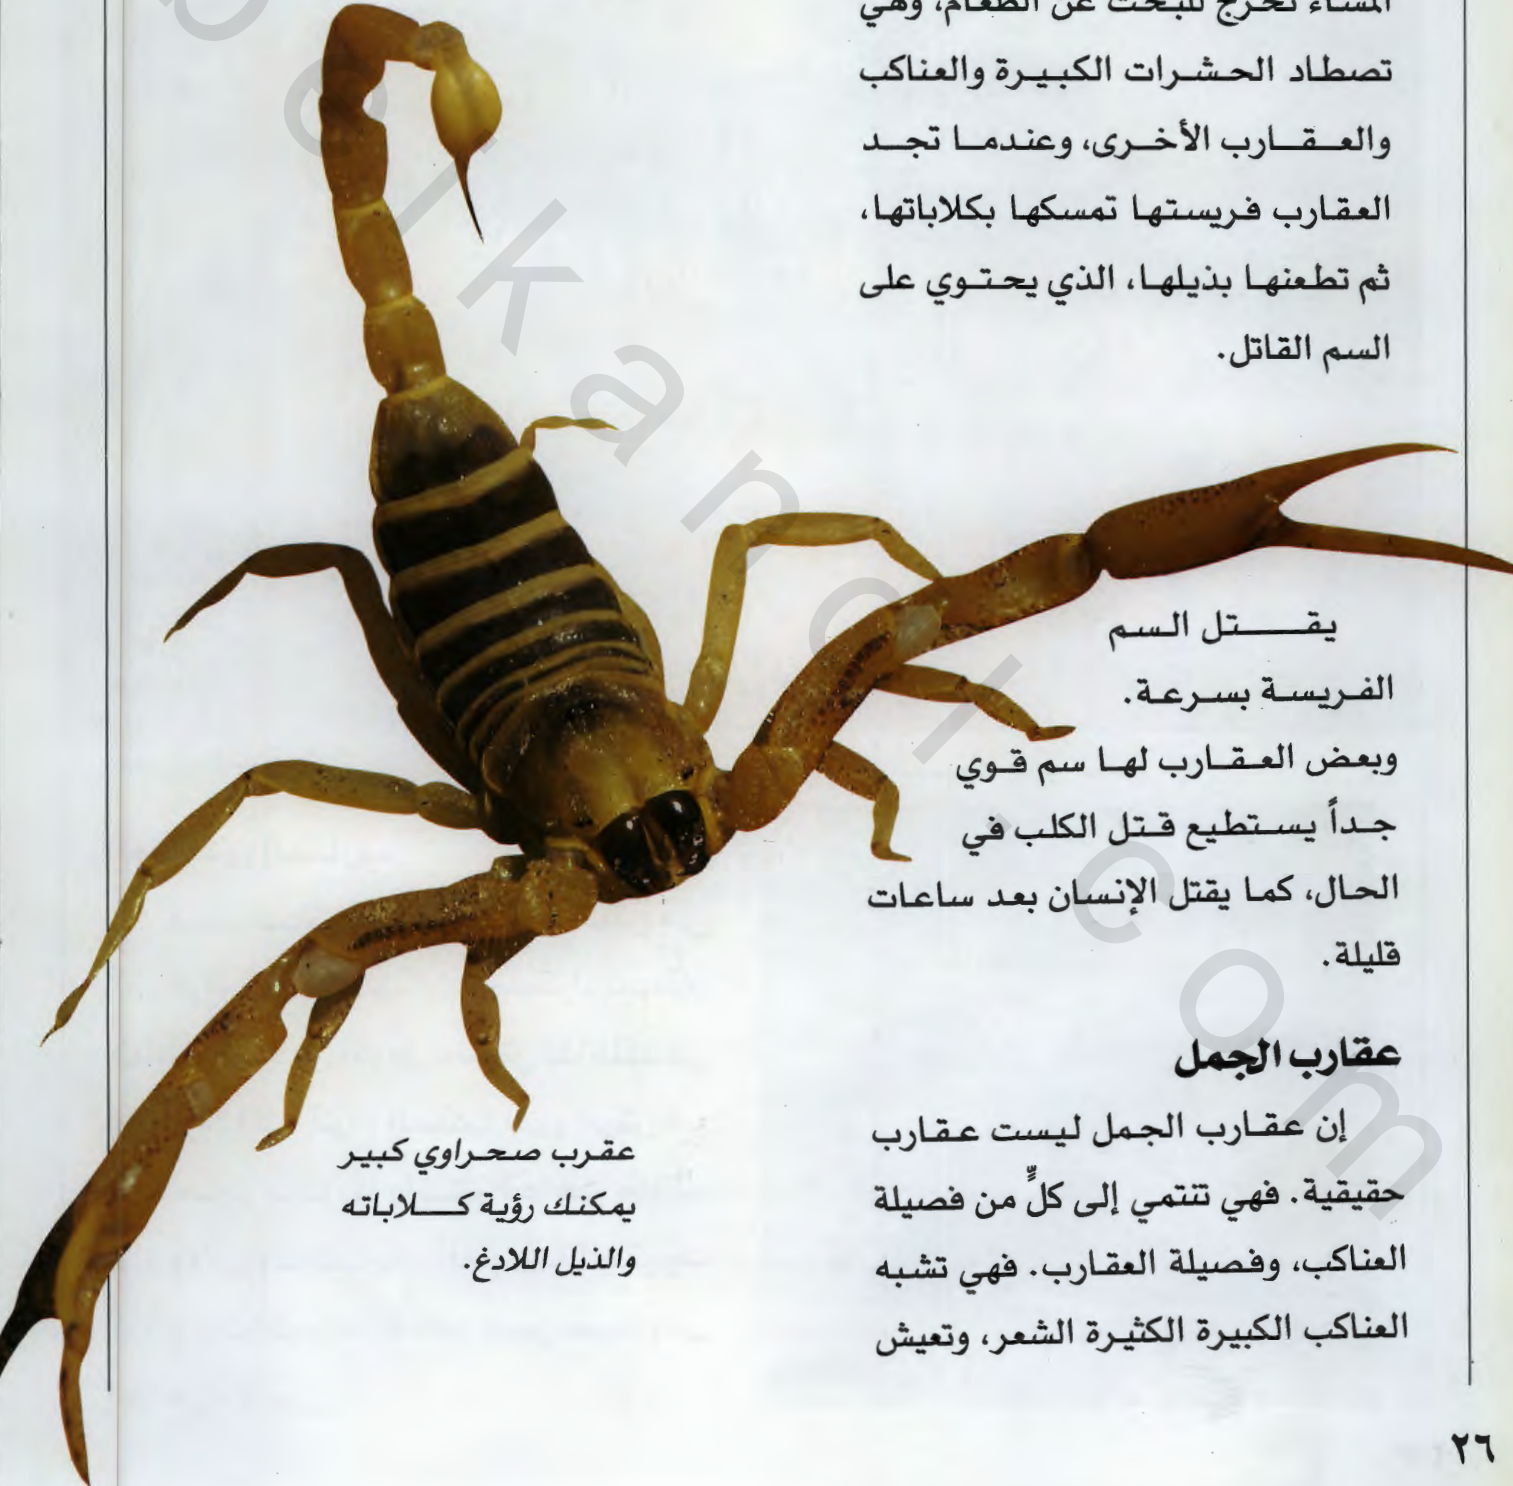 المساء تخرج للبحث عن الطعام، وهي
تصطاد الحشرات الكبيرة والعناكب
والعقارب الأخرى، وعندما تجد
العقارب فريستها تمسكها بكلاباتها،
ثم تطعنها بذيلها، الذي يحتوي على
السم القاتل.
يقتل السم
الفريسة بسرعة.
وبعض العقارب لها سم قوي
جداً يستطيع قتل الكلب في
الحال، كما يقتل الإنسان بعد ساعات
قليلة.
عقارب الجمل
إن عقارب الجمل ليست عقارب
حقيقية. فهي تنتمي إلى كلٍّ من فصيلة
العناكب، وفصيلة العقارب. فهي تشبه
العناكب الكبيرة الكثيرة الشعر، وتعيش
عقرب صحراوي كبير
يمكنك رؤية كلاباته
والذيل اللادغ.
٢٦
elkandl.com